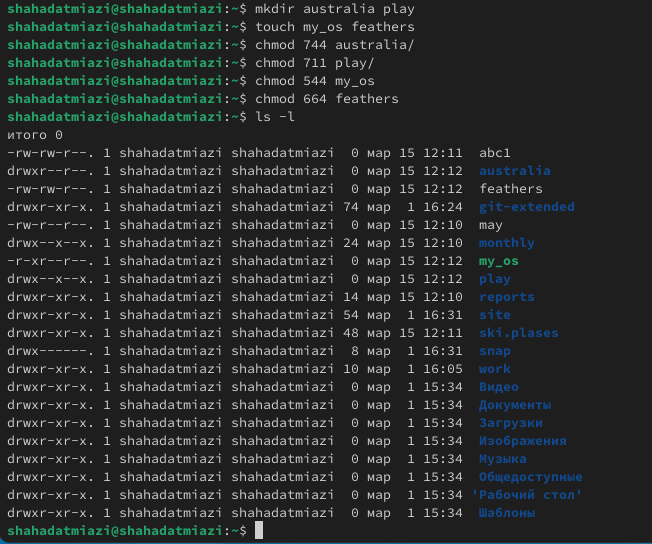 shahadatmiazi@shahadatmiazi:~$ mkdir australia play
shahadatmiazi@shahadatmiazi:~$ touch my_os feathers
shahadatmiazi@shahadatmiazi:~$ chmod 744 australia/
shahadatmiazi@shahadatmiazi:~$ chmod 711 play/
shahadatmiazi@shahadatmiazi:~$ chmod 544 my_os
shahadatmiazi@shahadatmiazi:~$ chmod 664 feathers
shahadatmiazi@shahadatmiazi:~$ ls -l
итого 0
-rw-rw-r--. 1 shahadatmiazi shahadatmiazi  0 мар 15 12:11  abc1
drwxr--r--. 1 shahadatmiazi shahadatmiazi  0 мар 15 12:12  australia
-rw-rw-r--. 1 shahadatmiazi shahadatmiazi  0 мар 15 12:12  feathers
drwxr-xr-x. 1 shahadatmiazi shahadatmiazi 74 мар  1 16:24  git-extended
-rw-r--r--. 1 shahadatmiazi shahadatmiazi  0 мар 15 12:10  may
drwx--x--x. 1 shahadatmiazi shahadatmiazi 24 мар 15 12:10  monthly
-r-xr--r--. 1 shahadatmiazi shahadatmiazi  0 мар 15 12:12  my_os
drwx--x--x. 1 shahadatmiazi shahadatmiazi  0 мар 15 12:12  play
drwxr-xr-x. 1 shahadatmiazi shahadatmiazi 14 мар 15 12:10  reports
drwxr-xr-x. 1 shahadatmiazi shahadatmiazi 54 мар  1 16:31  site
drwxr-xr-x. 1 shahadatmiazi shahadatmiazi 48 мар 15 12:11  ski.plases
drwx------. 1 shahadatmiazi shahadatmiazi  8 мар  1 16:31  snap
drwxr-xr-x. 1 shahadatmiazi shahadatmiazi 10 мар  1 16:05  work
drwxr-xr-x. 1 shahadatmiazi shahadatmiazi  0 мар  1 15:34  Видео
drwxr-xr-x. 1 shahadatmiazi shahadatmiazi  0 мар  1 15:34  Документы
drwxr-xr-x. 1 shahadatmiazi shahadatmiazi  0 мар  1 15:34  Загрузки
drwxr-xr-x. 1 shahadatmiazi shahadatmiazi  0 мар  1 15:34  Изображения
drwxr-xr-x. 1 shahadatmiazi shahadatmiazi  0 мар  1 15:34  Музыка
drwxr-xr-x. 1 shahadatmiazi shahadatmiazi  0 мар  1 15:34  Общедоступные
drwxr-xr-x. 1 shahadatmiazi shahadatmiazi  0 мар  1 15:34 'Рабочий стол'
drwxr-xr-x. 1 shahadatmiazi shahadatmiazi  0 мар  1 15:34  Шаблоны
shahadatmiazi@shahadatmiazi:~$